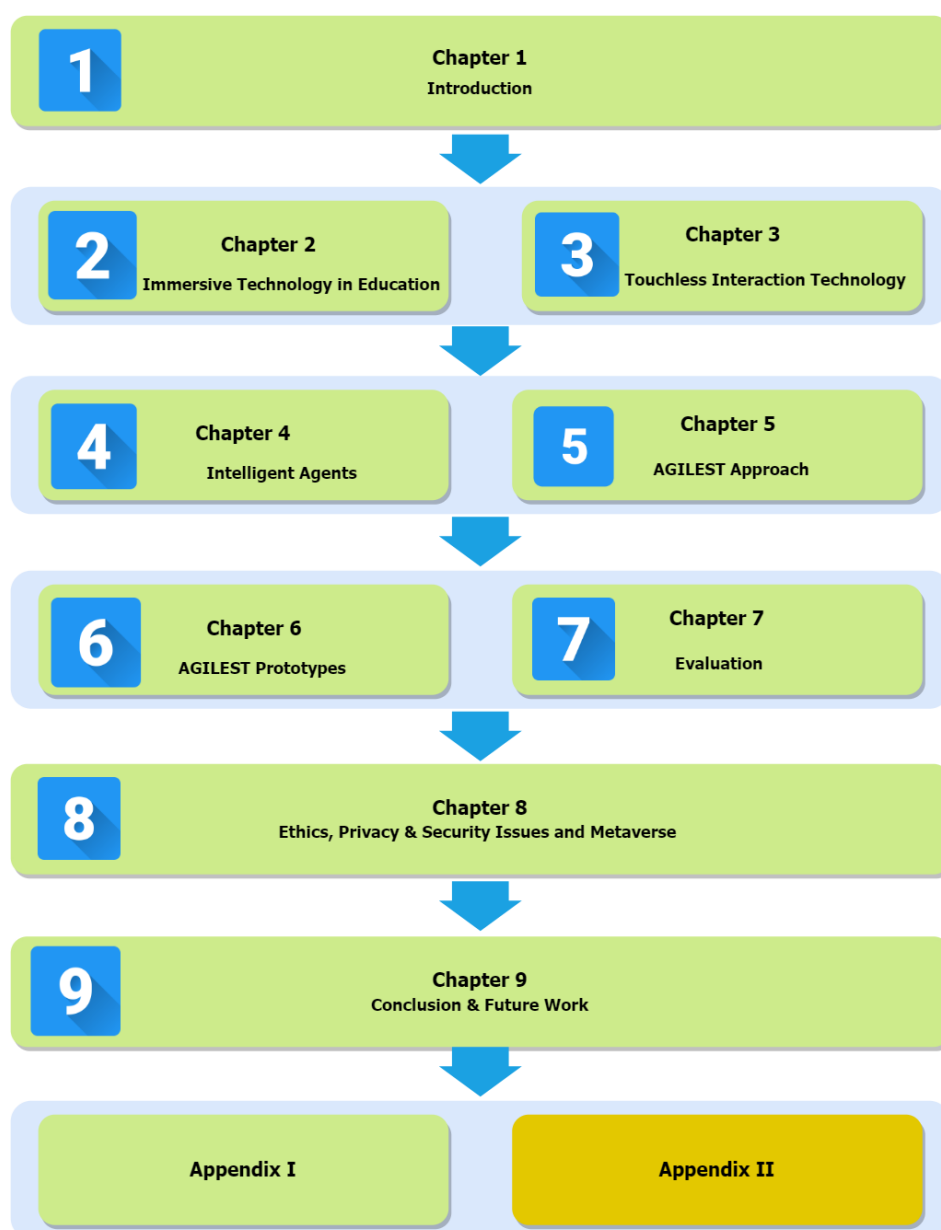 1
Chapter 1
Introduction
2
Chapter 2
Immersive Technology in Education
3
Chapter 3
Touchless Interaction Technology
4
Chapter 4
Intelligent Agents
5
Chapter 5
AGILEST Approach
6
Chapter 6
AGILEST Prototypes
7
Chapter 7
Evaluation
8
Chapter 8
Ethics, Privacy & Security Issues and Metaverse
9
Chapter 9
Conclusion & Future Work
Appendix I
Appendix II